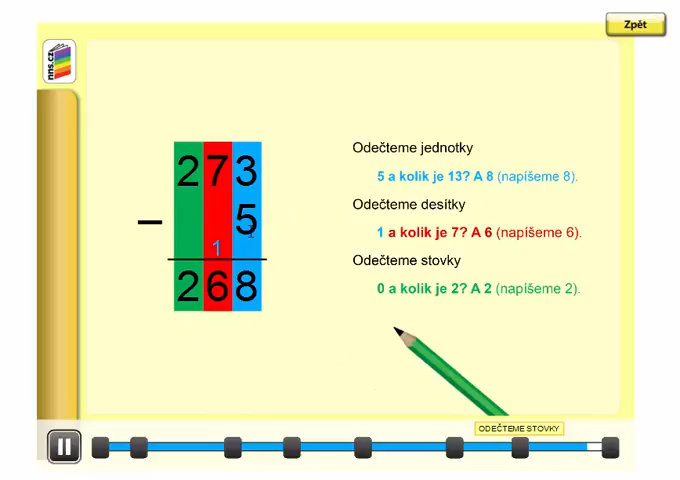 Zpět
nns.cz
273
− 5
1
268
Odečteme jednotky
5 a kolik je 13? A 8 (napíšeme 8).
Odečteme desítky
1 a kolik je 7? A 6 (napíšeme 6).
Odečteme stovky
0 a kolik je 2? A 2 (napíšeme 2).
ODEČTEME STOVKY